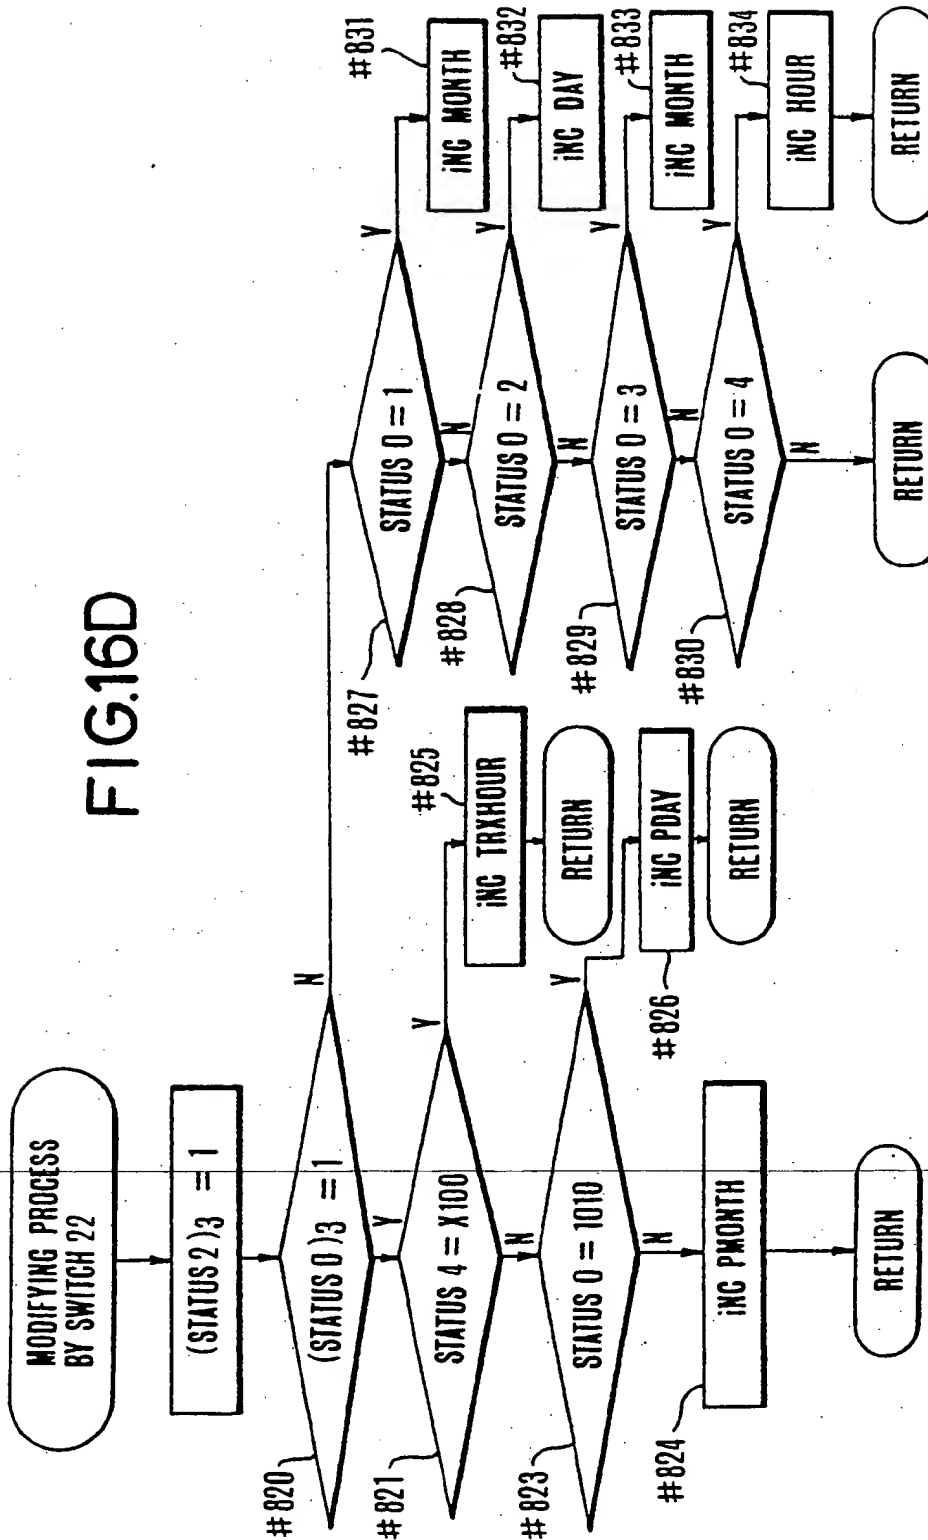 FIG.16D
MODIFYING PROCESS
BY SWITCH 22
(STATUS 2)3 = 1
#820
(STATUS 0)3 = 1
N
Y
#821
STATUS 4 = X100
Y
N
#825
iNC TRXHOUR
RETURN
#823
STATUS 0 = 1010
Y
N
#826
iNC PDAY
RETURN
#824
iNC PMONTH
RETURN
#827
STATUS 0 = 1
Y
N
#831
iNC MONTH
#828
STATUS 0 = 2
Y
N
#832
iNC DAY
#829
STATUS 0 = 3
Y
N
#833
iNC MONTH
#830
STATUS 0 = 4
Y
N
#834
iNC HOUR
RETURN
RETURN